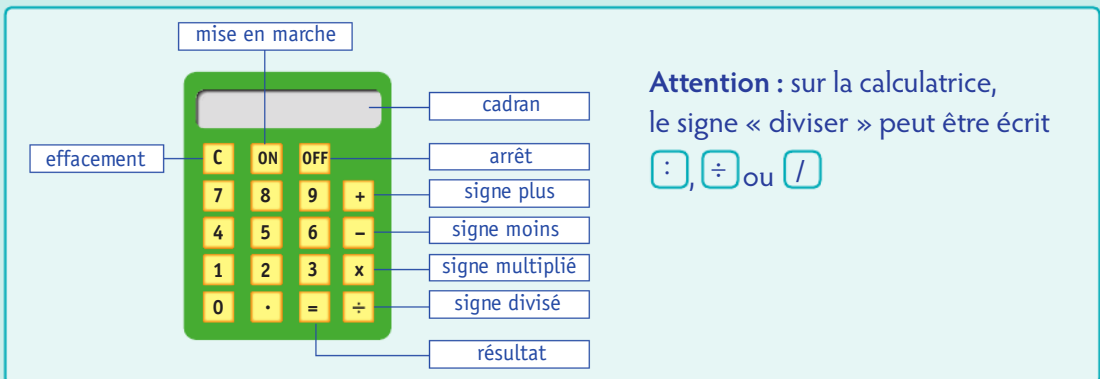 mise en marche
cadran
effacement
C ON OFF
arrêt
7 8 9 +
signe plus
4 5 6 –
signe moins
1 2 3 x
signe multiplié
0 · = ÷
signe divisé
résultat
Attention : sur la calculatrice,
le signe « diviser » peut être écrit
: , ÷ ou /